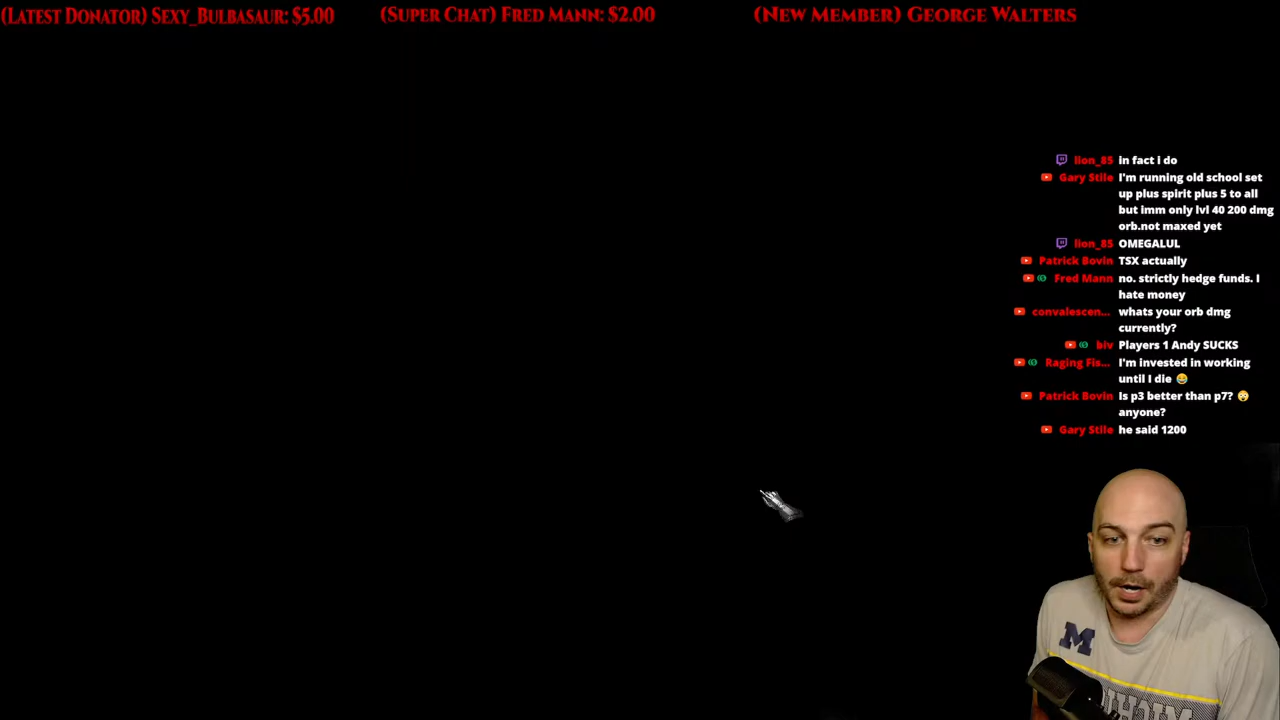 (Latest Donator) Sexy_Bulbasaur: $5.00
(Super Chat) Fred Mann: $2.00
(New Member) George Walters
lion_85 in fact i do
Gary Stile I'm running old school set
up plus spirit plus 5 to all
but imm only lvl 40 200 dmg
orb.not maxed yet
lion_85 OMEGALUL
Patrick Bovin TSX actually
Fred Mann no. strictly hedge funds. I
hate money
convalescen... whats your orb dmg
currently?
biv Players 1 Andy SUCKS
Raging Fis... I'm invested in working
until I die 😂
Patrick Bovin Is p3 better than p7? 😳
anyone?
Gary Stile he said 1200
M